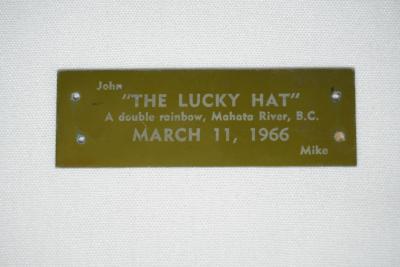 John
"THE LUCKY HAT"
A double rainbow, Mahata River, B.C.
MARCH 11, 1966
Mike